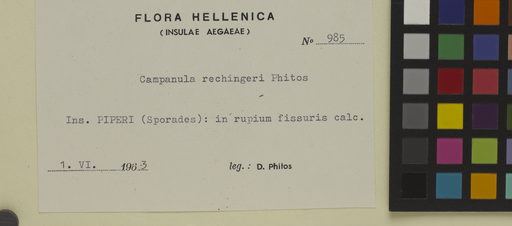 FLORA HELLENICA
(INSULAE AEGAEAE)
No 985
Campanula rechingeri Phitos
Ins. PIPERI (Sporades): in rupium fissuris calc.
1. VI. 1963 leg.: D. Phitos